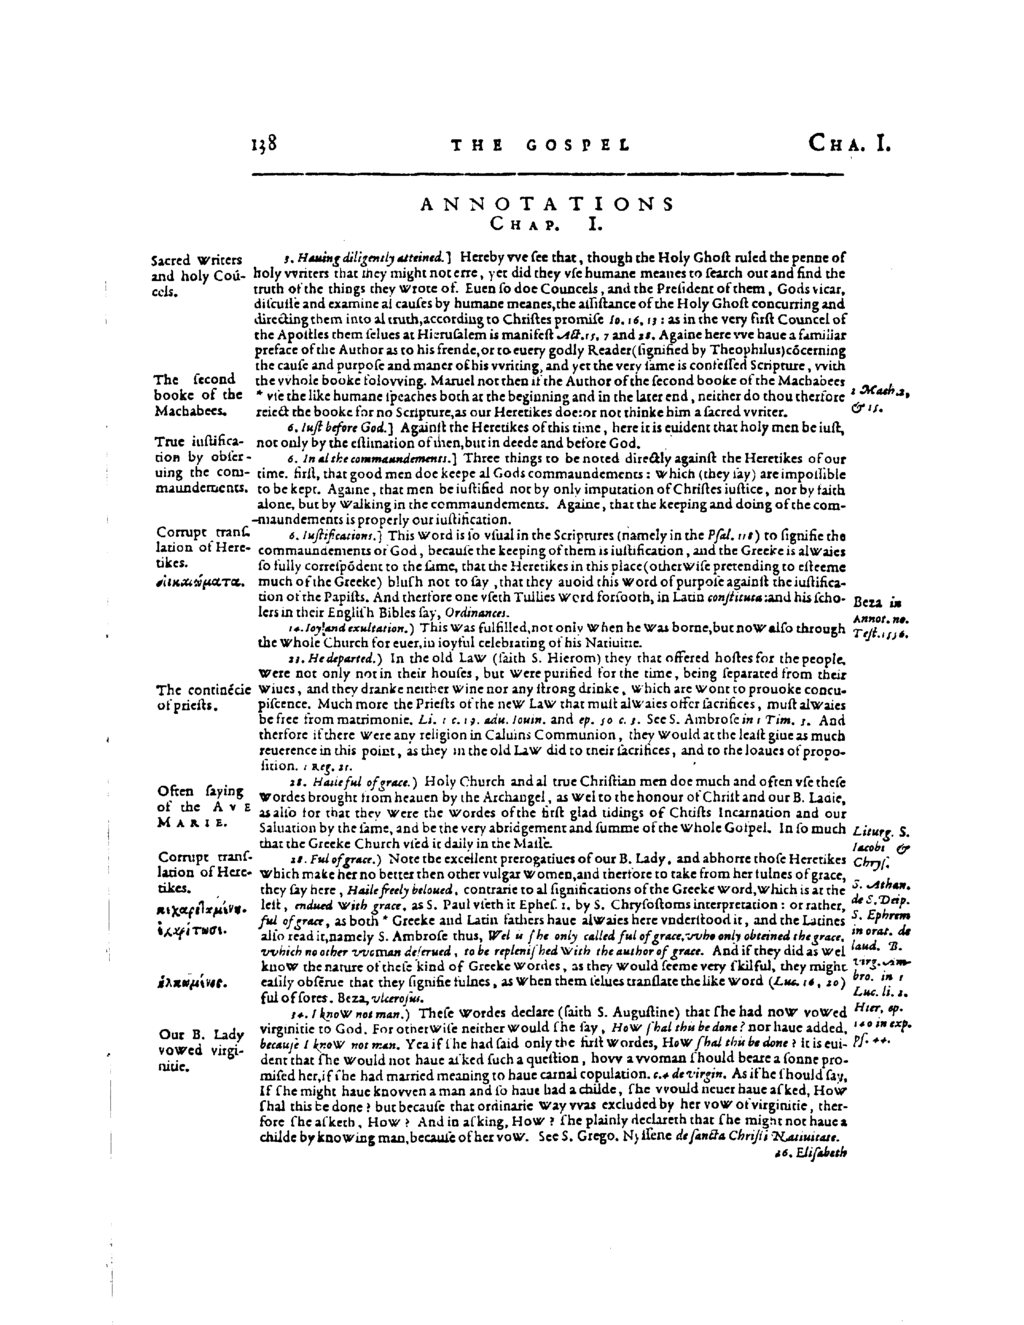 138 THE GOSPEL CHA. I.
ANNOTATIONS
CHAP. I.
Sacred writers
and holy Coũ-
cels.
3. Hauing diligently atteined.] Hereby vve ſee that, though the Holy Ghoſt ruled the penne of
holy vvriters that they might not erre, yet did they vſe humane meanes to ſearch out and find the
truth of the things they wrote of. Euen ſo doe Councels, and the Preſident of them, Gods vicar,
diſcuſſe and examine al cauſes by humane meanes, the aſſiſtance of the Holy Ghoſt concurring and
directing them into al truth, according to Chriſtes promiſe Io. 16, 13: as in the very firſt Councel of
the Apoſtles them ſelues at Hieruſalem is manifeſt Act. 15, 7 and 28. Againe here vve haue a familiar
preface of the Author as to his frende, or to euery godly Reader (ſignified by Theophilus) cõcerning
the cauſe and purpoſe and maner of his vvriting, and yet the very ſame is confeſſed Scripture, vvith
The ſecond
booke of the
Machabees.
the vvhole booke folovving. Maruel not then if the Author of the ſecond booke of the Machabees
* vſe the like humane ſpeaches both at the beginning and in the later end, neither do thou therfore
reiect the booke for no Scripture, as our Heretikes doe: or not thinke him a ſacred vvriter.
2 Mach. 2,
& 15.
6. Iuſt before God.] Againſt the Heretikes of this time, here it is euident that holy men be iuſt,
not only by the eſtimation of men, but in deede and before God.
True iuſtifica-
tion by obſer-
uing the com-
maundements.
6. In al the commaundements.] Three things to be noted directly againſt the Heretikes of our
time. firſt, that good men doe keepe al Gods commaundements: which (they ſay) are impoſſible
to be kept. Againe, that men be iuſtified not by only imputation of Chriſtes iuſtice, nor by faith
alone, but by walking in the commaundements. Againe, that the keeping and doing of the com-
-maundements is properly our iuſtification.
Corrupt tranſ-
lation of Here-
tikes.
δικαιώματα.
6. Iuſtifications.] This word is ſo vſual in the Scriptures (namely in the Pſal. 118) to ſignifie the
commaundements of God, becauſe the keeping of them is iuſtification, and the Greeke is alwaies
ſo fully correſpõdent to the ſame, that the Heretikes in this place (otherwiſe pretending to eſteeme
much of the Greeke) bluſh not to ſay, that they auoid this word of purpoſe againſt the iuſtifica-
tion of the Papiſts. And therfore one vſeth Tullies word forſooth, in Latin conſtituta: and his ſcho-
lers in their Engliſh Bibles ſay, Ordinances.
Beza in
Annot. no.
Teſt. 1556.
14. Ioy and exultation.) This was fulfilled, not only when he was borne, but now alſo through
the whole Church for euer, in ioyful celebrating of his Natiuitie.
23. He departed.) In the old Law (ſaith S. Hierom) they that offered hoſtes for the people,
were not only not in their houſes, but were purified for the time, being ſeparated from their
The continẽcie
of prieſts.
wiues, and they dranke neither wine nor any ſtrong drinke, which are wont to prouoke concu-
piſcence. Much more the Prieſts of the new Law that muſt alwaies offer ſacrifices, muſt alwaies
be free from matrimonie. Li. 1 c. 19. adu. Iouin. and ep. 50 c. 3. See S. Ambroſe in 1 Tim. 3. And
therfore if there were any religion in Caluins Communion, they would at the leaſt giue as much
reuerence in this point, as they in the old Law did to their ſacrifices, and to the loaues of propo-
ſition. 1 Reg. 21.
Often ſaying
of the AVE
MARIE.
28. Haile ful of grace.) Holy Church and al true Chriſtian men doe much and often vſe theſe
wordes brought from heauen by the Archangel, as wel to the honour of Chriſt and our B. Ladie,
as alſo for that they were the wordes of the firſt glad tidings of Chriſts Incarnation and our
Saluation by the ſame, and be the very abridgement and ſumme of the whole Goſpel. In ſo much
that the Greeke Church vſed it daily in the Maſſe.
Liturg. S.
Iacobi &
Chryſ.
Corrupt tranſ-
lation of Here-
tikes.
κεχαριτωμένη.
ἐχαρίτωσε.
28. Ful of grace.) Note the excellent prerogatiues of our B. Lady, and abhorre thoſe Heretikes
which make her no better then other vulgar women, and therfore to take from her fulnes of grace,
they ſay here, Haile freely beloued, contrarie to al ſignifications of the Greeke word, which is at the
leſt, endued with grace, as S. Paul vſeth it Epheſ. 1. by S. Chryſoſtoms interpretation: or rather,
ful of grace, as both * Greeke and Latin fathers haue alwaies here vnderſtood it, and the Latines
alſo read it, namely S. Ambroſe thus, Wel is ſhe only called ful of grace, vvho only obteined the grace,
vvhich no other vvoman deſerued, to be repleniſhed with the author of grace. And if they did as wel
S. Athan.
de S. Deip.
S. Ephrem
in orat. de
laud. B.
Virg. Am-
bro. in 1
Luc. li. 2.
ἡλκωμένος.
know the nature of theſe kind of Greeke wordes, as they would ſeeme very ſkilful, they might
eaſily obſerue that they ſignifie fulnes, as when them ſelues tranſlate the like word (Luc. 16, 20)
ful of ſores. Beza, vlceroſus.
34. I know not man.) Theſe wordes declare (ſaith S. Auguſtine) that ſhe had now vowed
Our B. Lady
vowed virgi-
nitie.
Hier. ep.
140 in exp.
Pſ. 44.
virginitie to God. For otherwiſe neither would ſhe ſay, How ſhal this be done? nor haue added,
becauſe I know not man. Yea if ſhe had ſaid only the firſt wordes, How ſhal this be done? it is eui-
dent that ſhe would not haue aſked ſuch a queſtion, hovv a vvoman ſhould beare a ſonne pro-
miſed her, if ſhe had married meaning to haue carnal copulation. c. 4 de virgin. As if he ſhould ſay,
If ſhe might haue knovven a man and ſo haue had a childe, ſhe vvould neuer haue aſked, How
ſhal this be done? but becauſe that ordinarie way vvas excluded by her vow of virginitie, ther-
fore ſhe aſketh, How? And in aſking, How? ſhe plainly declareth that ſhe might not haue a
childe by knowing man, becauſe of her vow. See S. Grego. Nyſſene de ſancta Chriſti Natiuitate.
36. Eliſabeth